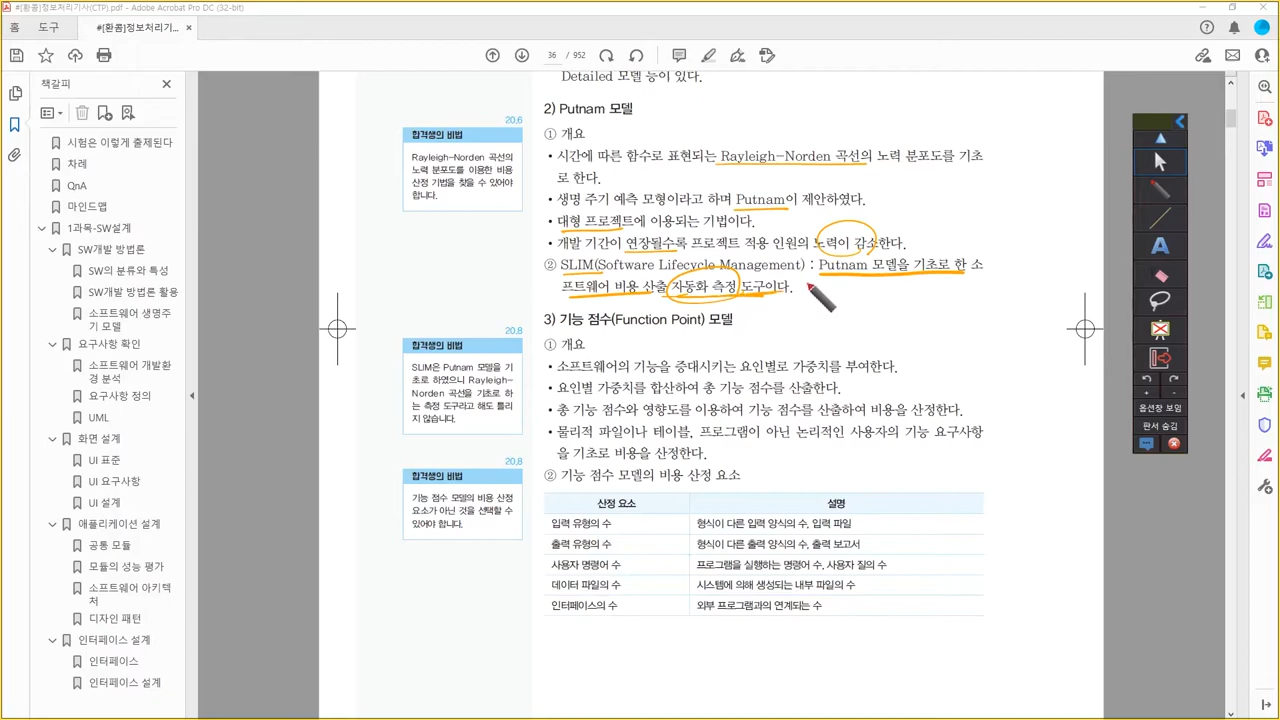 #[환콤]정보처리기사(CTP).pdf - Adobe Acrobat Pro DC (32-bit)
홈
도구
#[환콤]정보처리기...
×
36 / 952
책갈피
시험은 이렇게 출제된다
차례
QnA
마인드맵
1과목-SW설계
SW개발 방법론
SW의 분류와 특성
SW개발 방법론 활용
소프트웨어 생명주
기 모델
요구사항 확인
소프트웨어 개발환
경 분석
요구사항 정의
UML
화면 설계
UI 표준
UI 요구사항
UI 설계
애플리케이션 설계
공통 모듈
모듈의 성능 평가
소프트웨어 아키텍
처
디자인 패턴
인터페이스 설계
인터페이스
인터페이스 설계
20.6
합격생의 비법
Rayleigh-Norden 곡선의
노력 분포도를 이용한 비용
산정 기법을 찾을 수 있어야
합니다.
20.8
합격생의 비법
SLIM은 Putnam 모델을 기
초로 하였으니 Rayleigh-
Norden 곡선을 기초로 하
는 측정 도구라고 해도 틀리
지 않습니다.
20.8
합격생의 비법
기능 점수 모델의 비용 산정
요소가 아닌 것을 선택할 수
있어야 합니다.
Detailed 모델 등이 있다.
2) Putnam 모델
① 개요
• 시간에 따른 함수로 표현되는 Rayleigh-Norden 곡선의 노력 분포도를 기초
로 한다.
• 생명 주기 예측 모형이라고 하며 Putnam이 제안하였다.
• 대형 프로젝트에 이용되는 기법이다.
• 개발 기간이 연장될수록 프로젝트 적용 인원의 노력이 감소한다.
② SLIM(Software Lifecycle Management) : Putnam 모델을 기초로 한 소
프트웨어 비용 산출 자동화 측정 도구이다.
3) 기능 점수(Function Point) 모델
① 개요
• 소프트웨어의 기능을 증대시키는 요인별로 가중치를 부여한다.
• 요인별 가중치를 합산하여 총 기능 점수를 산출한다.
• 총 기능 점수와 영향도를 이용하여 기능 점수를 산출하여 비용을 산정한다.
• 물리적 파일이나 테이블, 프로그램이 아닌 논리적인 사용자의 기능 요구사항
을 기초로 비용을 산정한다.
② 기능 점수 모델의 비용 산정 요소
산정 요소 설명
입력 유형의 수 형식이 다른 입력 양식의 수, 입력 파일
출력 유형의 수 형식이 다른 출력 양식의 수, 출력 보고서
사용자 명령어 수 프로그램을 실행하는 명령어 수, 사용자 질의 수
데이터 파일의 수 시스템에 의해 생성되는 내부 파일의 수
인터페이스의 수 외부 프로그램과의 연계되는 수
A
- +
옵션창 보임
판서 숨김